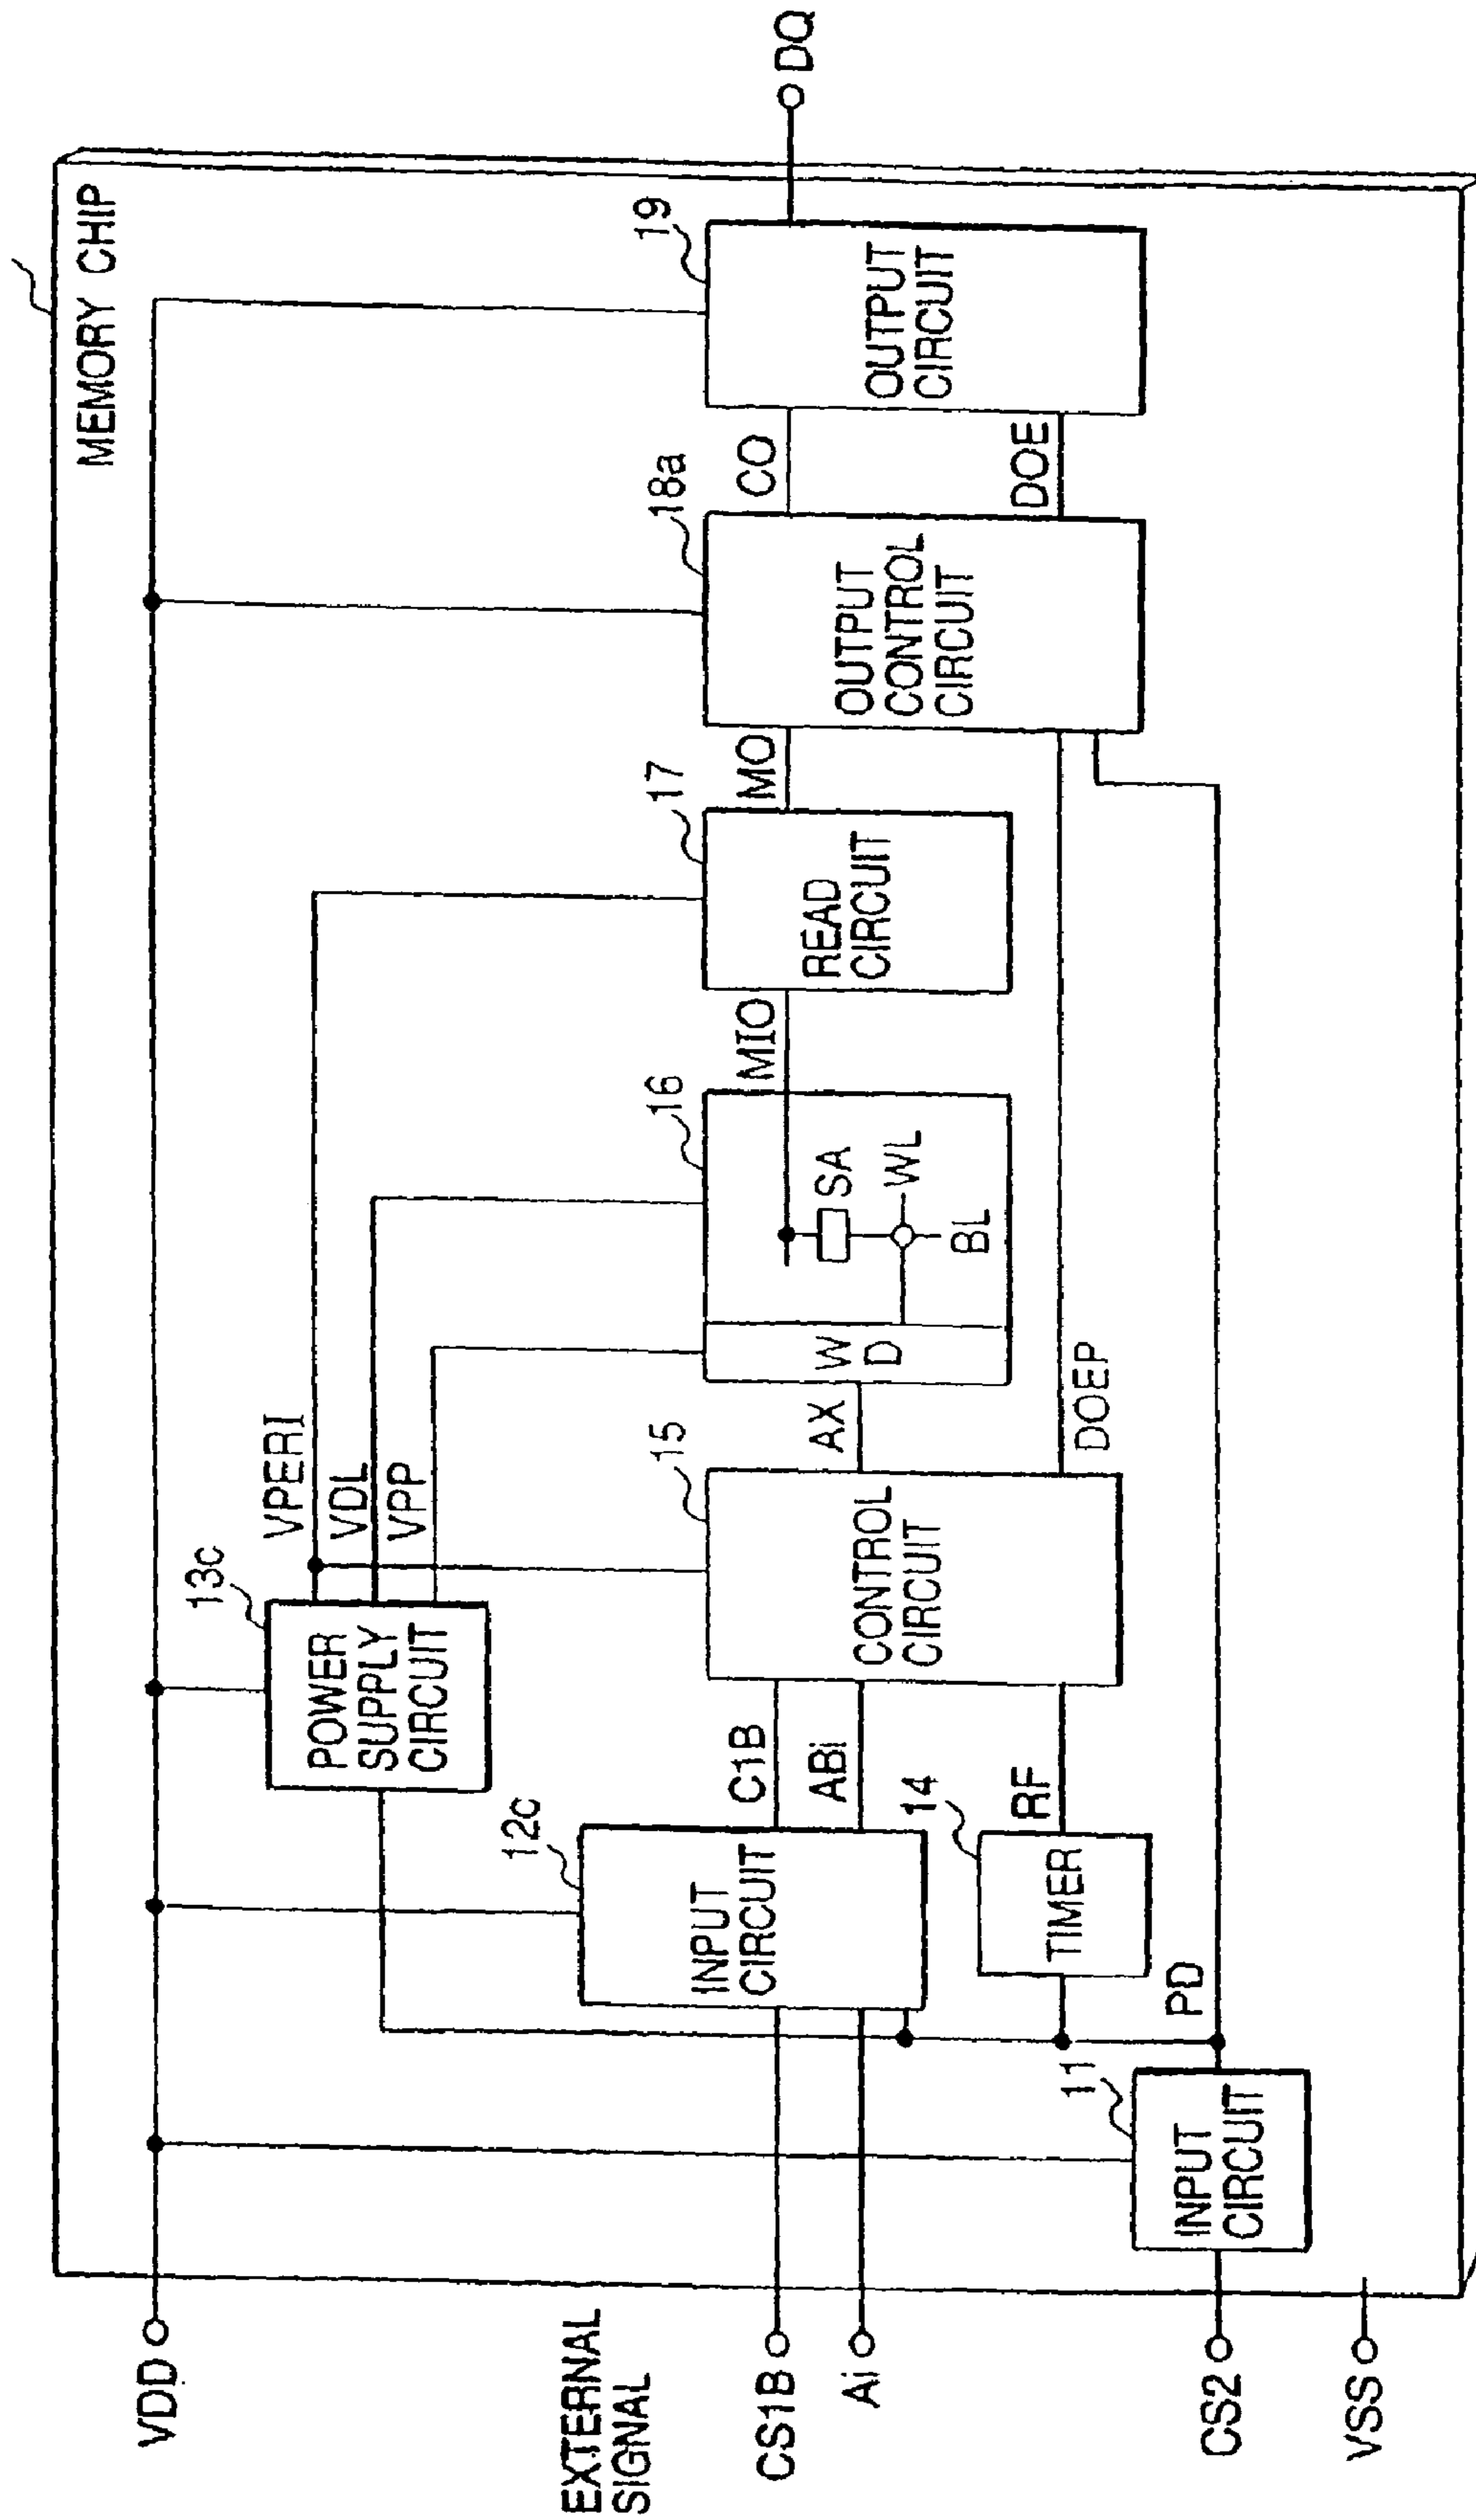 MEMORY CHIP
VDD
EXTERNAL
SIGNAL
CS1B
Ai
CS2
VSS
DQ
13c
POWER
SUPPLY
CIRCUIT
VPERI
VDL
VPP
12c
INPUT
CIRCUIT
C1B
ABi
14
TIMER
RF
11
INPUT
CIRCUIT
PD
15
CONTROL
CIRCUIT
AX
DOEP
16
W
D
SA
WL
BL
MIO
17
READ
CIRCUIT
MO
18a
OUTPUT
CONTROL
CIRCUIT
CO
DOE
19
OUTPUT
CIRCUIT